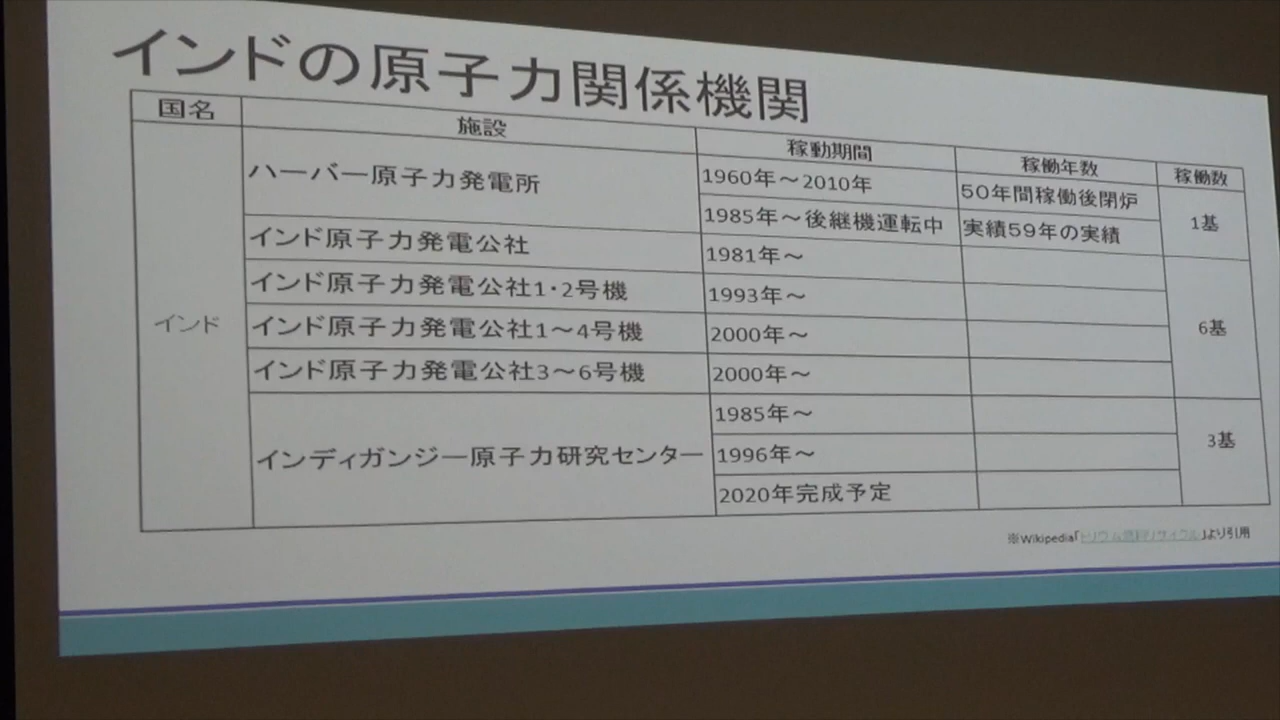 インドの原子力関係機関
国名 施設 稼動期間 稼働年数 稼働数
ハーバー原子力発電所 1960年～2010年 50年間稼働後閉炉
1985年～後継機運転中 実績59年の実績 1基
インド原子力発電公社 1981年～
インド原子力発電公社1・2号機 1993年～
インド インド原子力発電公社1～4号機 2000年～ 6基
インド原子力発電公社3～6号機 2000年～
1985年～
インディガンジー原子力研究センター 1996年～ 3基
2020年完成予定
※Wikipedia「トリウム燃料サイクル」より引用